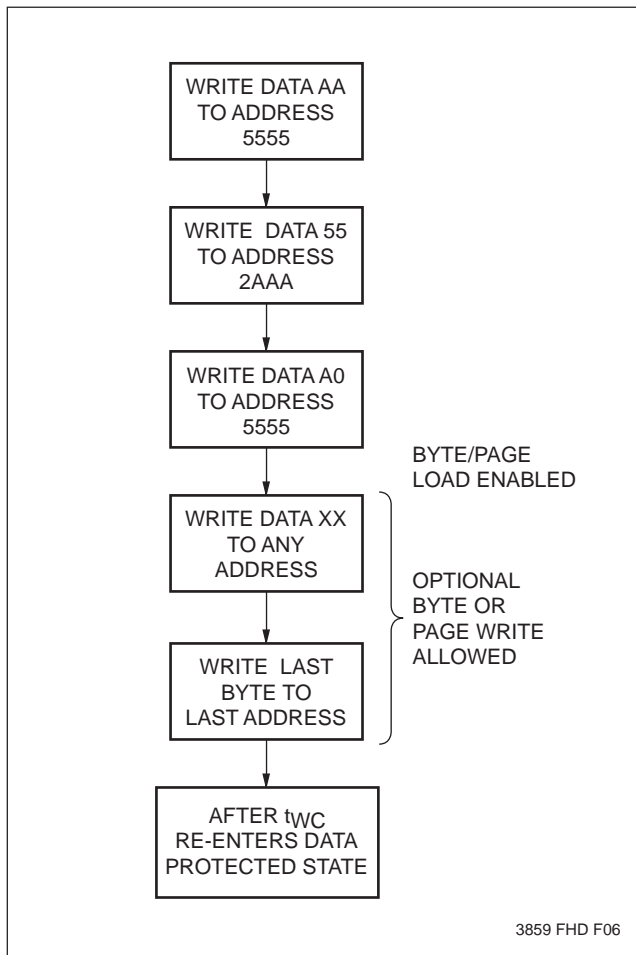 WRITE DATA AA
TO ADDRESS
5555
WRITE DATA 55
TO ADDRESS
2AAA
WRITE DATA A0
TO ADDRESS
5555
BYTE/PAGE
LOAD ENABLED
WRITE DATA XX
TO ANY
ADDRESS
OPTIONAL
BYTE OR
PAGE WRITE
ALLOWED
WRITE LAST
BYTE TO
LAST ADDRESS
AFTER tWC
RE-ENTERS DATA
PROTECTED STATE
3859 FHD F06